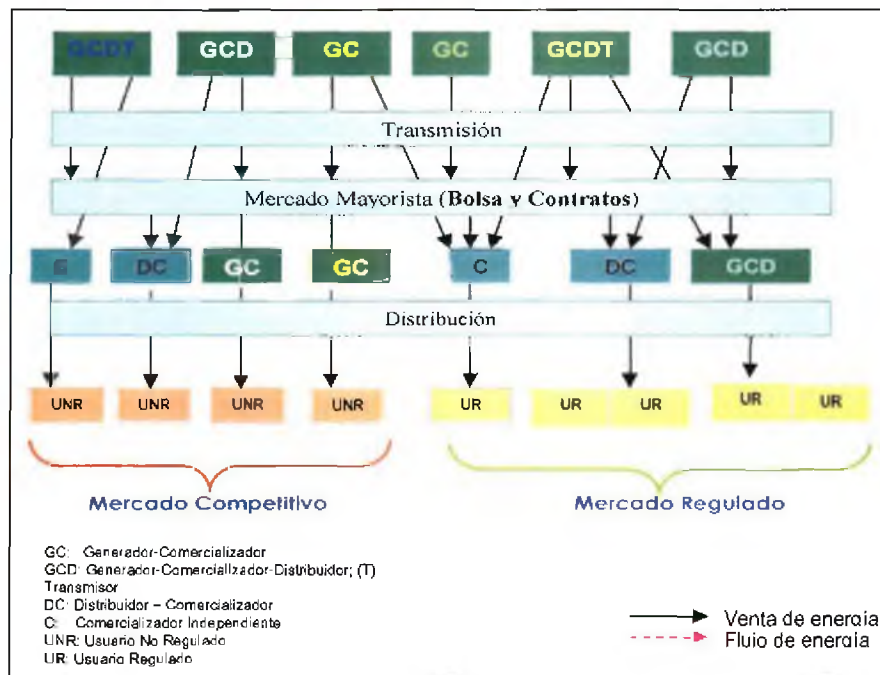 GCDT GCD GC GC GCDT GCD
Transmisión
Mercado Mayorista (Bolsa y Contratos)
DC GC GC C DC GCD
Distribución
UNR UNR UNR UNR UR UR UR UR UR
Mercado Competitivo Mercado Regulado
GC: Generador-Comercializador
GCD: Generador-Comercializador-Distribuidor; (T)
Transmisor
DC: Distribuidor – Comercializador
C: Comercializador Independiente
UNR: Usuario No Regulado
UR: Usuario Regulado
Venta de energía
Flujo de energía